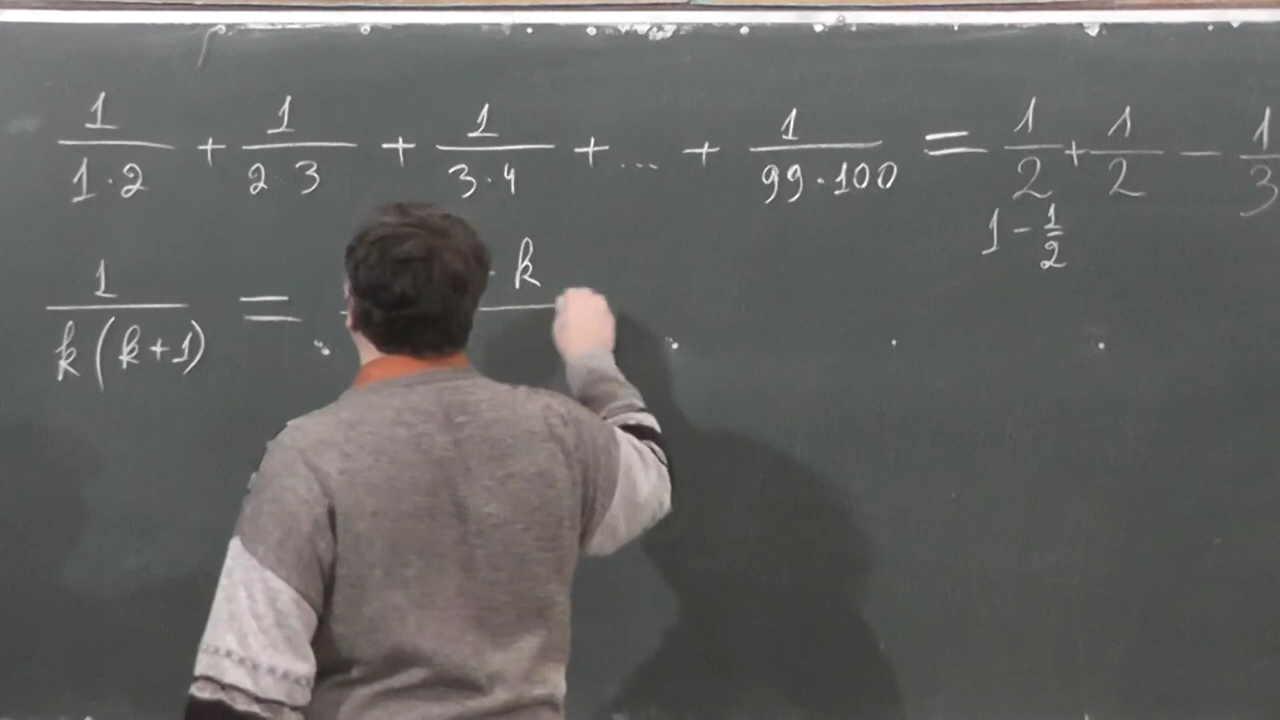 1/(1·2) + 1/(2·3) + 1/(3·4) + ... + 1/(99·100) = 1/2 + 1/2 − 1/3
1 − 1/2
1/(k(k+1)) = k